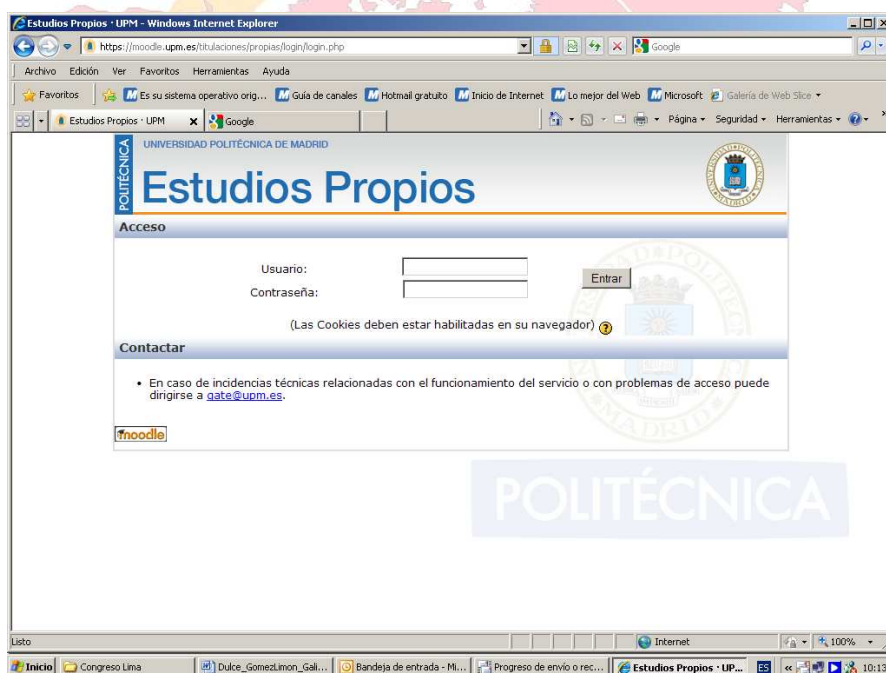 Estudios Propios · UPM - Windows Internet Explorer
https://moodle.upm.es/titulaciones/propias/login/login.php
Google
Archivo Edición Ver Favoritos Herramientas Ayuda
Favoritos Es su sistema operativo orig... Guía de canales Hotmail gratuito Inicio de Internet Lo mejor del Web Microsoft Galería de Web Slice
Estudios Propios · UPM Google Página Seguridad Herramientas
POLITÉCNICA
UNIVERSIDAD POLITÉCNICA DE MADRID
Estudios Propios
Acceso
Usuario:
Entrar
Contraseña:
(Las Cookies deben estar habilitadas en su navegador)
Contactar
• En caso de incidencias técnicas relacionadas con el funcionamiento del servicio o con problemas de acceso puede
dirigirse a gate@upm.es.
moodle
POLITÉCNICA
Listo Internet 100%
Inicio Congreso Lima Dulce_GomezLimon_Gali... Bandeja de entrada - Mi... Progreso de envío o rec... Estudios Propios · UP... ES « 10:13